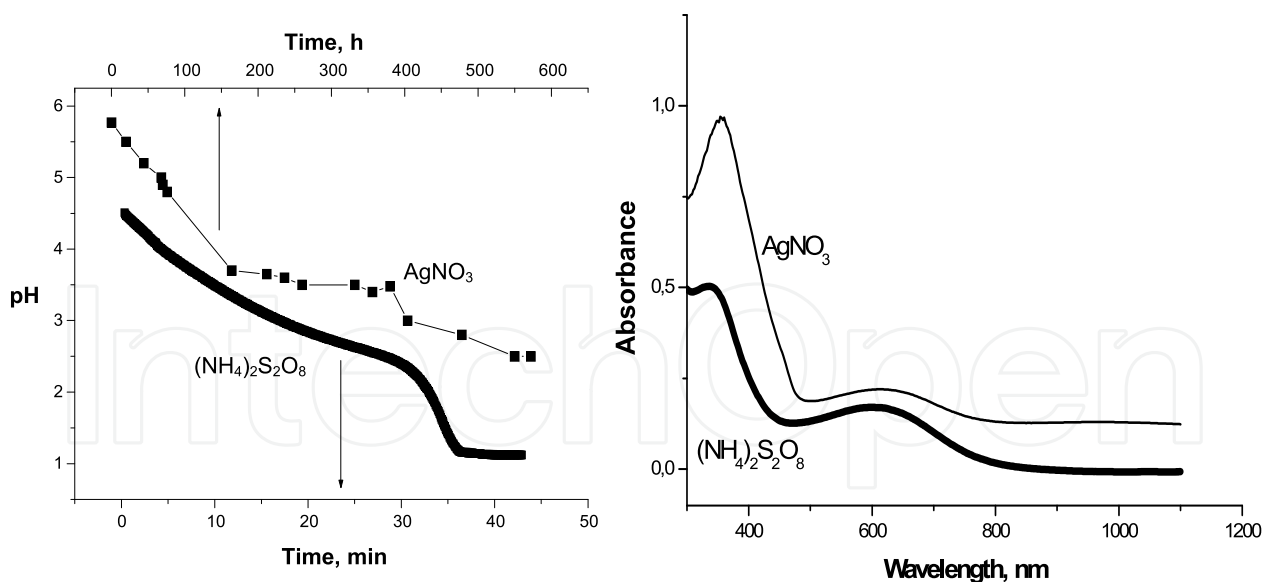 Time, h
0 100 200 300 400 500 600
6
5
4
3
2
1
pH
AgNO₃
(NH₄)₂S₂O₈
0 10 20 30 40 50
Time, min
1,0
0,5
0,0
Absorbance
AgNO₃
(NH₄)₂S₂O₈
400 600 800 1000 1200
Wavelength, nm
IntechOpen